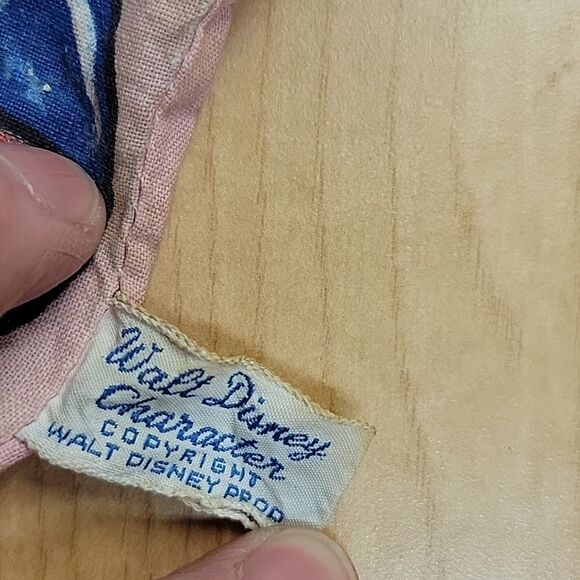 Walt Disney
Character
COPYRIGHT
WALT DISNEY PROD